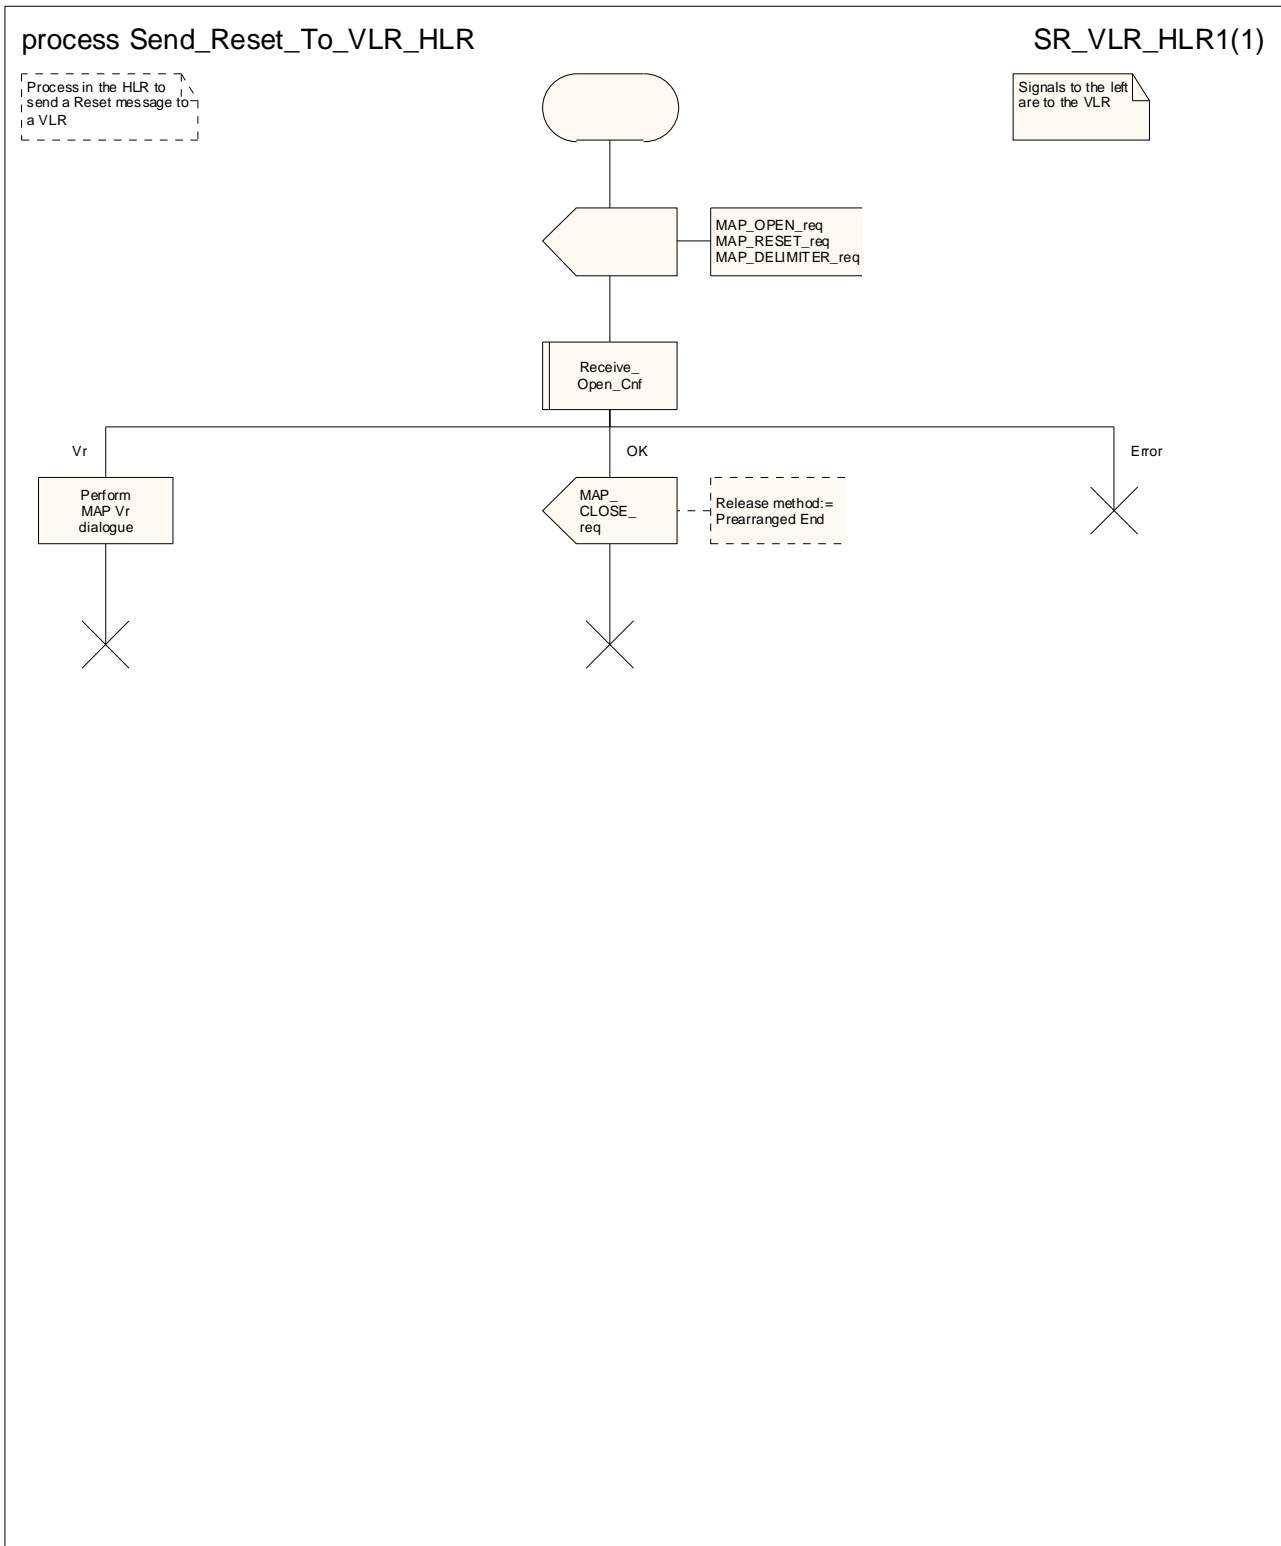 process Send_Reset_To_VLR_HLR
SR_VLR_HLR1(1)
Process in the HLR to
send a Reset message to
a VLR
Signals to the left
are to the VLR
MAP_OPEN_req
MAP_RESET_req
MAP_DELIMITER_req
Receive_
Open_Cnf
Vr
OK
Error
Perform
MAP Vr
dialogue
MAP_
CLOSE_
req
Release method:=
Prearranged End